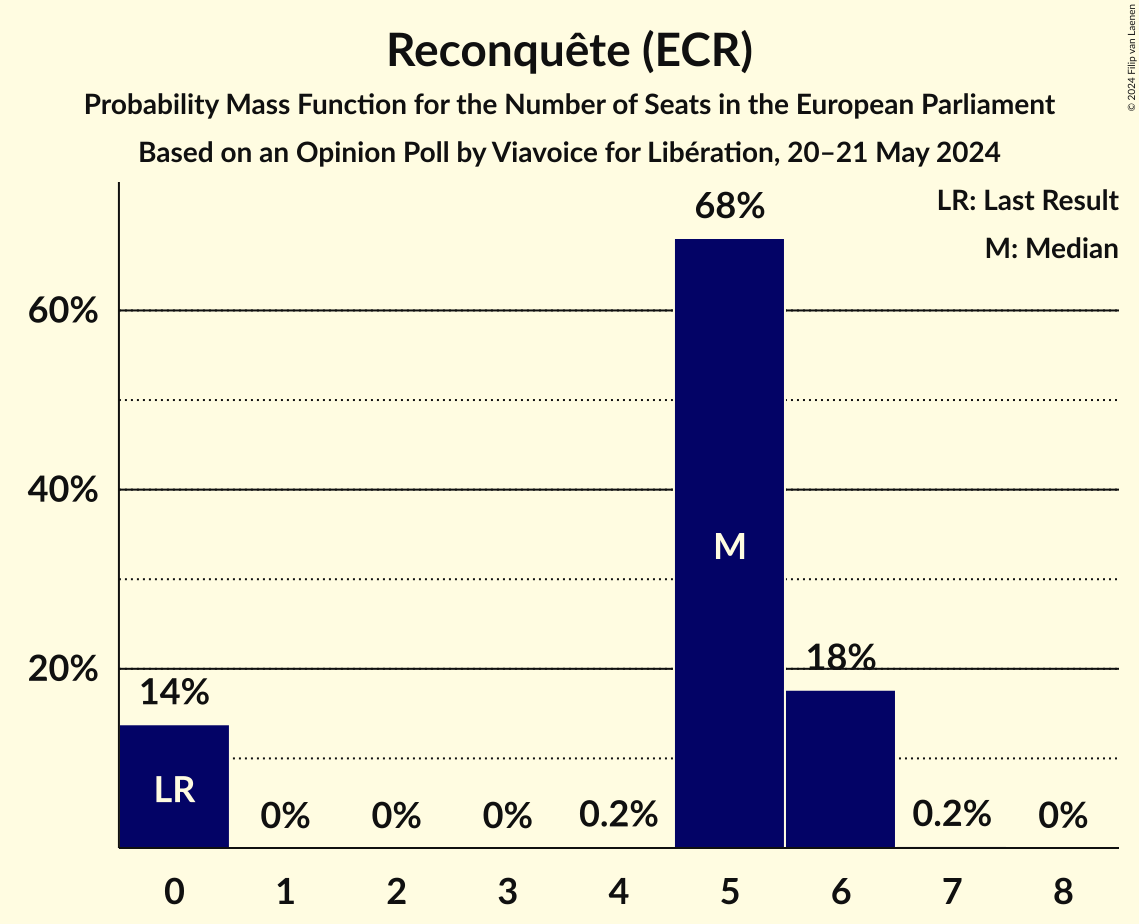 Reconquête (ECR)
Probability Mass Function for the Number of Seats in the European Parliament
Based on an Opinion Poll by Viavoice for Libération, 20–21 May 2024
© 2024 Filip van Laenen
LR: Last Result
M: Median
68%
60%
40%
M
20%
18%
14%
LR
0%
0%
0%
0.2%
0.2%
0%
0 1 2 3 4 5 6 7 8